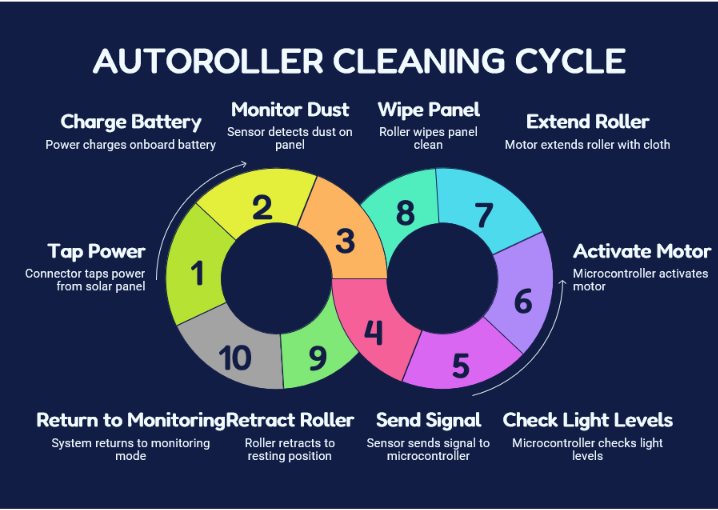 AUTOROLLER CLEANING CYCLE
Charge Battery
Power charges onboard battery
Monitor Dust
Sensor detects dust on
panel
Wipe Panel
Roller wipes panel
clean
Extend Roller
Motor extends roller with cloth
Tap Power
Connector taps power
from solar panel
Activate Motor
Microcontroller activates
motor
1
2
3
4
5
6
7
8
9
10
Return to Monitoring
System returns to monitoring
mode
Retract Roller
Roller retracts to
resting position
Send Signal
Sensor sends signal to
microcontroller
Check Light Levels
Microcontroller checks light
levels